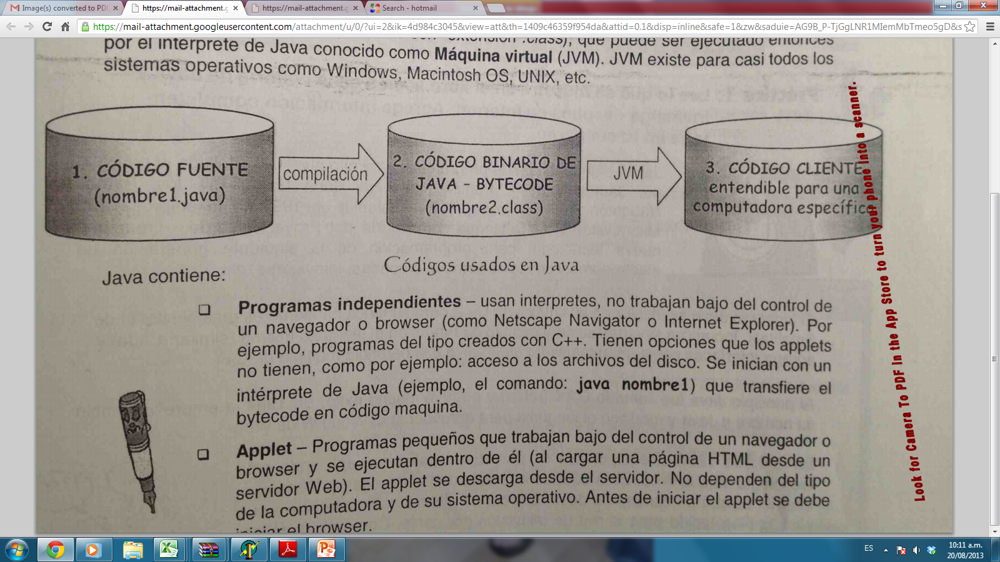 Image(s) converted to PDF
https://mail-attachment.g
https://mail-attachment.g
Search - hotmail
https://mail-attachment.googleusercontent.com/attachment/u/0/?ui=2&ik=4d984c3045&view=att&th=1409c46359f954da&attid=0.1&disp=inline&safe=1&zw&saduie=AG9B_P-TjGgLNR1MIemMbTmeo5gD&s
extensión .class), que puede ser ejecutado entonces
por el interprete de Java conocido como Máquina virtual (JVM). JVM existe para casi todos los
sistemas operativos como Windows, Macintosh OS, UNIX, etc.
1. CÓDIGO FUENTE
(nombre1.java)
compilación
2. CÓDIGO BINARIO DE
JAVA - BYTECODE
(nombre2.class)
JVM
3. CÓDIGO CLIENTE
entendible para una
computadora específica
Códigos usados en Java
Java contiene:
❑ Programas independientes – usan interpretes, no trabajan bajo del control de
un navegador o browser (como Netscape Navigator o Internet Explorer). Por
ejemplo, programas del tipo creados con C++. Tienen opciones que los applets
no tienen, como por ejemplo: acceso a los archivos del disco. Se inician con un
intérprete de Java (ejemplo, el comando: java nombre1) que transfiere el
bytecode en código maquina.
❑ Applet – Programas pequeños que trabajan bajo del control de un navegador o
browser y se ejecutan dentro de él (al cargar una página HTML desde un
servidor Web). El applet se descarga desde el servidor. No dependen del tipo
de la computadora y de su sistema operativo. Antes de iniciar el applet se debe
iniciar el browser.
Look for Camera To PDF in the App Store to turn your phone into a scanner.
ES
10:11 a.m.
20/08/2013